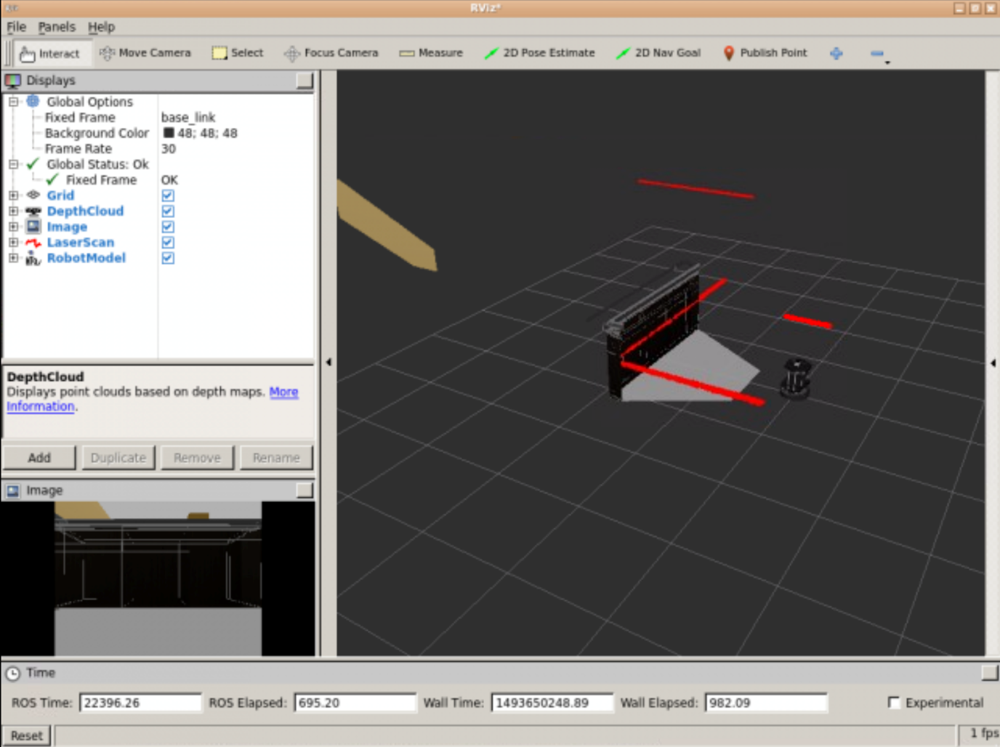 RViz*
File Panels Help
Interact Move Camera Select Focus Camera Measure 2D Pose Estimate 2D Nav Goal Publish Point
Displays
Global Options
Fixed Frame base_link
Background Color 48; 48; 48
Frame Rate 30
Global Status: Ok
Fixed Frame OK
Grid
DepthCloud
Image
LaserScan
RobotModel
DepthCloud
Displays point clouds based on depth maps. More
Information.
Add Duplicate Remove Rename
Image
Time
ROS Time: 22396.26 ROS Elapsed: 695.20 Wall Time: 1493650248.89 Wall Elapsed: 982.09 Experimental
Reset 1 fps